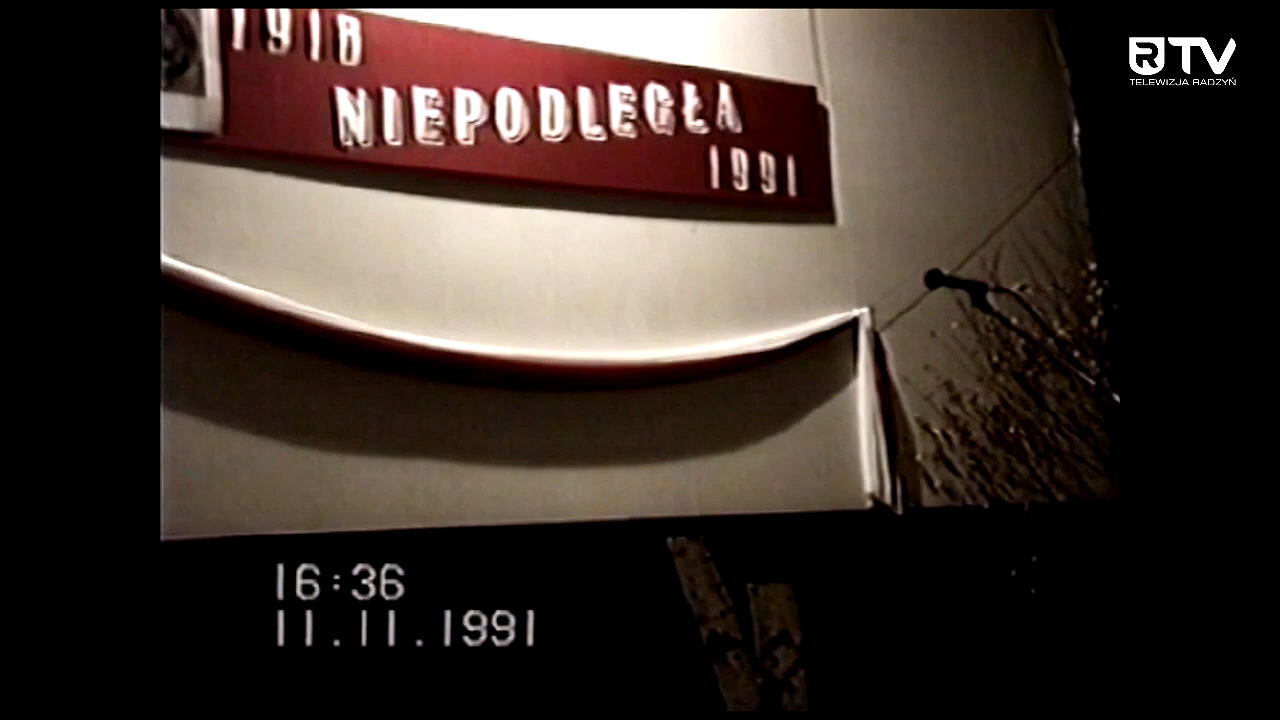 1918
NIEPODLEGŁA
1991
RTV
TELEWIZJA RADZYŃ
16:36
11.11.1991